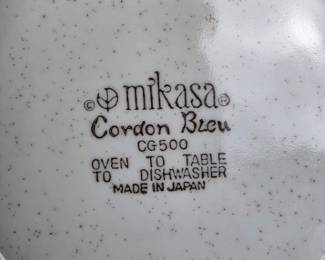 © mikasa ®
Cordon Bleu
CG500
OVEN TO TABLE
TO DISHWASHER
MADE IN JAPAN